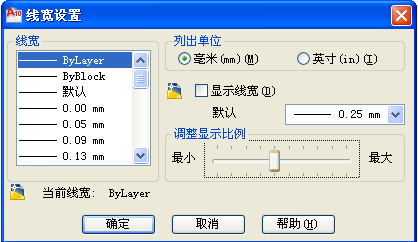 线宽设置
线宽
ByLayer
ByBlock
默认
0.00 mm
0.05 mm
0.09 mm
0.13 mm
列出单位
毫米(mm)(M)
英寸(in)(I)
显示线宽(D)
默认
0.25 mm
调整显示比例
最小
最大
当前线宽: ByLayer
确定
取消
帮助(H)